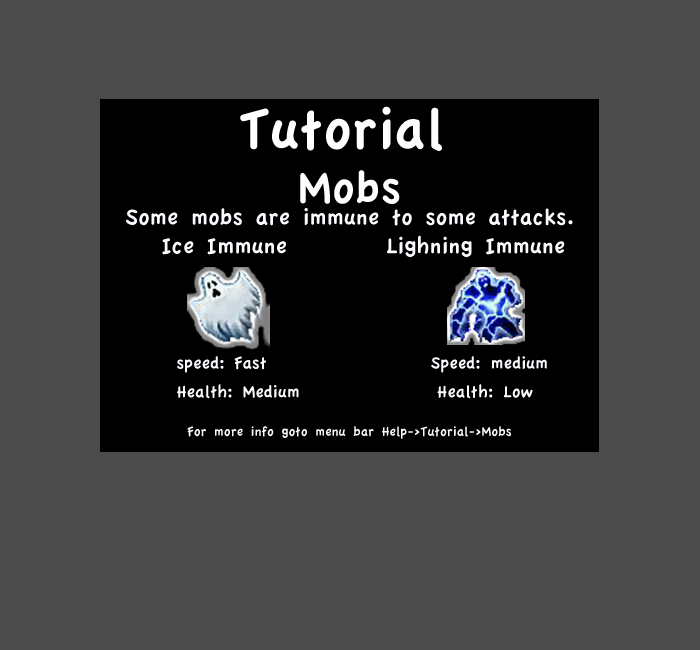 Tutorial
Mobs
Some mobs are immune to some attacks.
Ice Immune
Lighning Immune
speed: Fast
Speed: medium
Health: Medium
Health: Low
For more info goto menu bar Help->Tutorial->Mobs